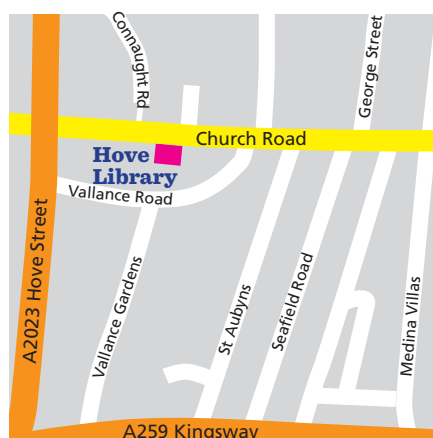 Connaught Rd
George Street
Church Road
Hove
Library
Vallance Road
A2023 Hove Street
Vallance Gardens
St Aubyns
Seafield Road
Medina Villas
A259 Kingsway